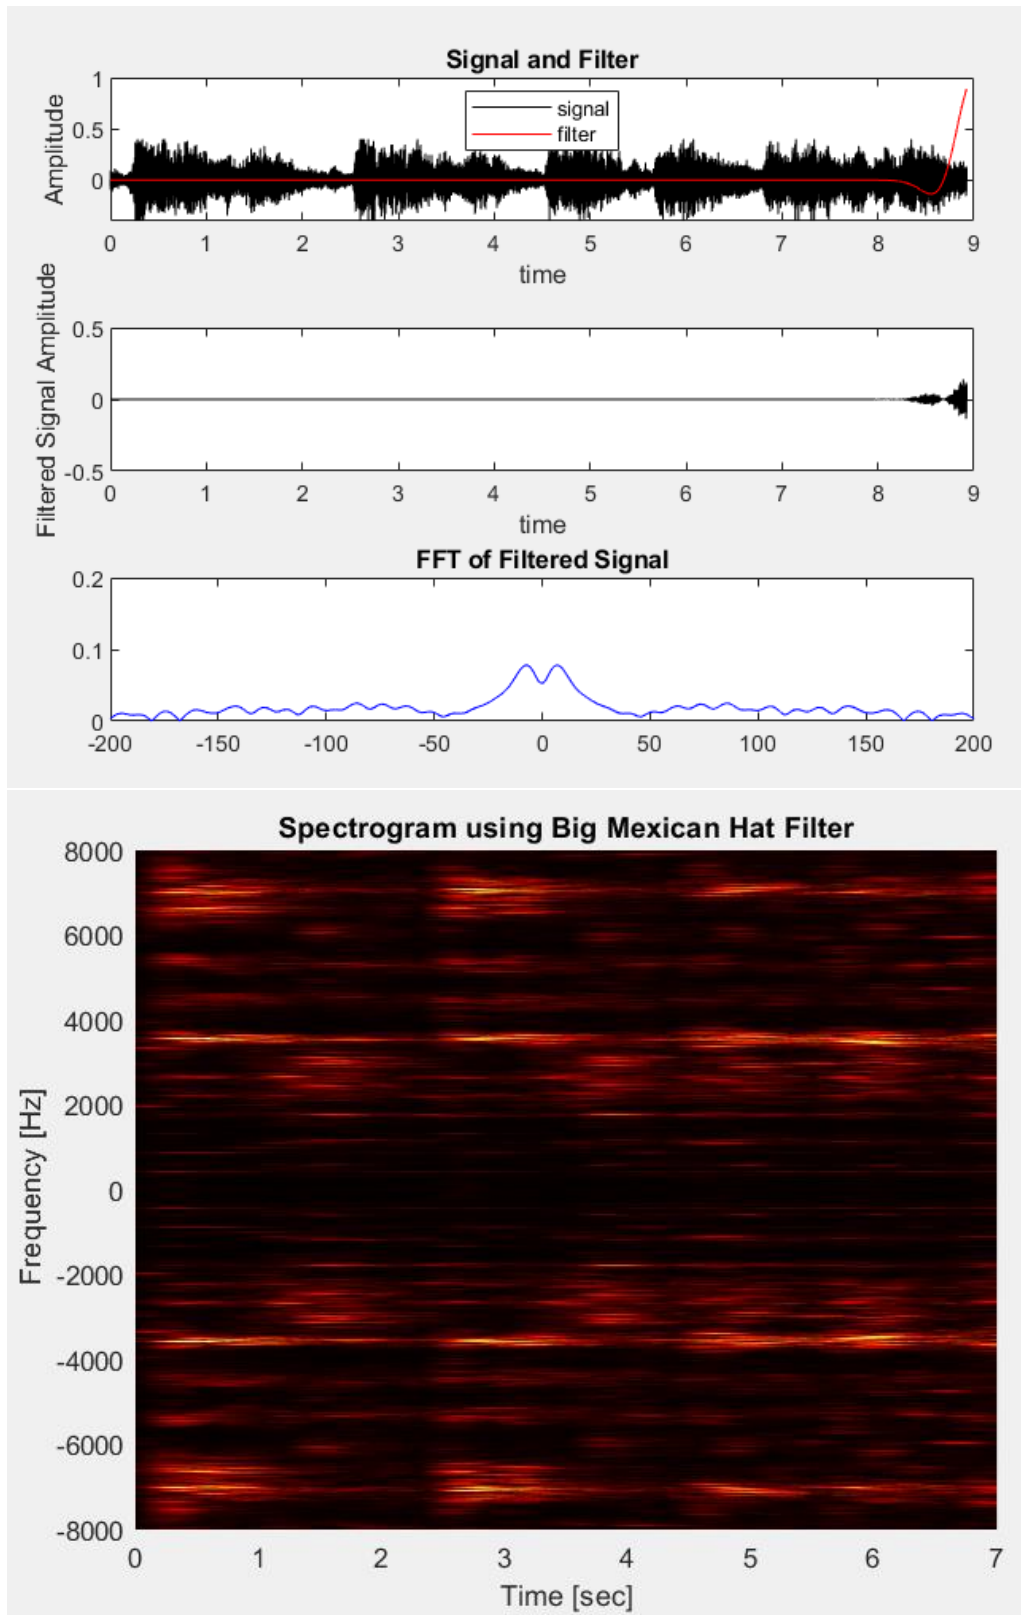 Signal and Filter
Amplitude
1
0.5
0
signal
filter
0 1 2 3 4 5 6 7 8 9
time
Filtered Signal Amplitude
0.5
0
-0.5
0 1 2 3 4 5 6 7 8 9
time
FFT of Filtered Signal
0.2
0.1
0
-200 -150 -100 -50 0 50 100 150 200
Spectrogram using Big Mexican Hat Filter
Frequency [Hz]
8000
6000
4000
2000
0
-2000
-4000
-6000
-8000
0 1 2 3 4 5 6 7
Time [sec]